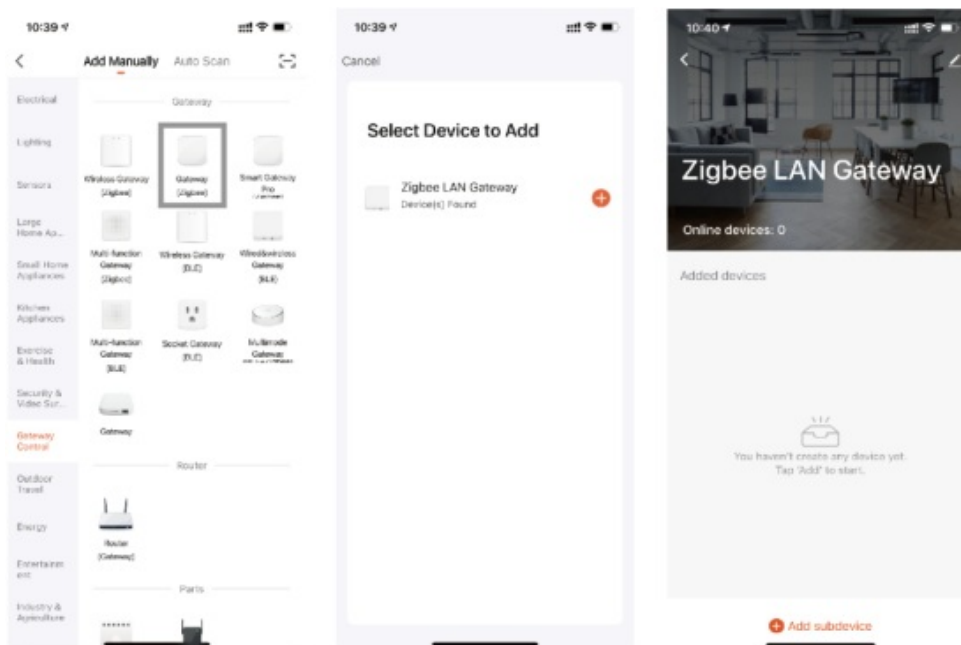 10:39
Add Manually Auto Scan
Electrical
Lighting
Sensors
Large
Home Ap...
Small Home
Appliances
Kitchen
Appliances
Exercise
& Health
Security &
Video Sur...
Gateway
Control
Outdoor
Travel
Energy
Entertainm
ent
Industry &
Agriculture
Gateway
Wireless Gateway
(Zigbee)
Gateway
(Zigbee)
Smart Gateway
Pro
Multi-function
Gateway
(Zigbee)
Wireless Gateway
(BLE)
Wired&wireless
Gateway
(BLE)
Multi-function
Gateway
(BLE)
Socket Gateway
(BLE)
Multimode
Gateway
Gateway
Router
Router
(Gateway)
Parts
10:39
Cancel
Select Device to Add
Zigbee LAN Gateway
Device(s) Found
10:40
Zigbee LAN Gateway
Online devices: 0
Added devices
You haven't create any device yet.
Tap "Add" to start.
Add subdevice